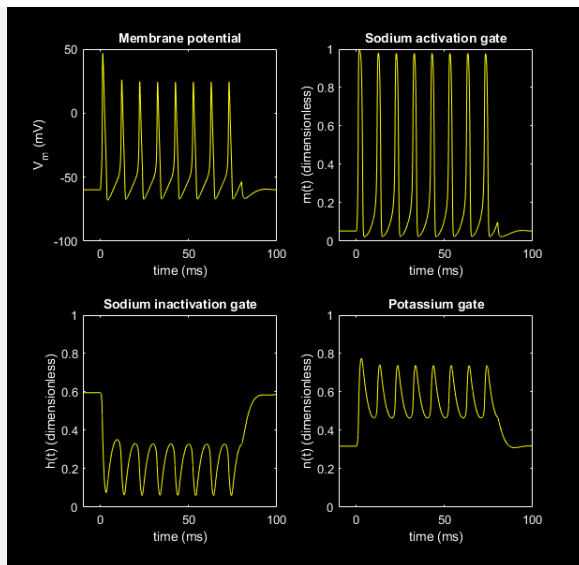 Membrane potential
50
0
-50
-100
V_m (mV)
0
50
100
time (ms)
Sodium activation gate
1
0.8
0.6
0.4
0.2
0
m(t) (dimensionless)
0
50
100
time (ms)
Sodium inactivation gate
1
0.8
0.6
0.4
0.2
0
h(t) (dimensionless)
0
50
100
time (ms)
Potassium gate
1
0.8
0.6
0.4
0.2
0
n(t) (dimensionless)
0
50
100
time (ms)